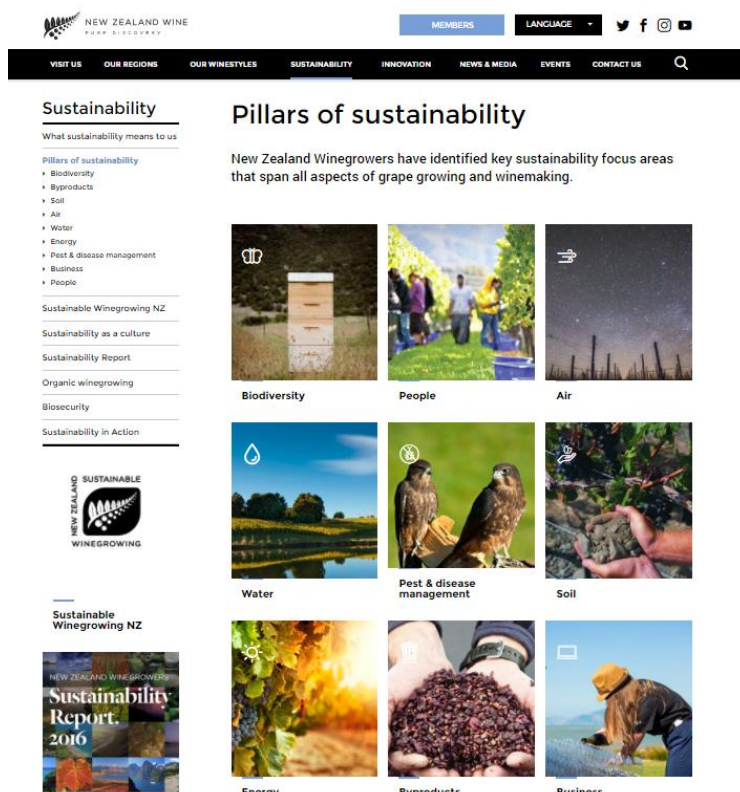 NEW ZEALAND WINE
PURE DISCOVERY
MEMBERS
LANGUAGE
VISIT US
OUR REGIONS
OUR WINESTYLES
SUSTAINABILITY
INNOVATION
NEWS & MEDIA
EVENTS
CONTACT US
Sustainability
What sustainability means to us
Pillars of sustainability
Biodiversity
Byproducts
Soil
Air
Water
Energy
Pest & disease management
Business
People
Sustainable Winegrowing NZ
Sustainability as a culture
Sustainability Report
Organic winegrowing
Biosecurity
Sustainability in Action
NEW ZEALAND
SUSTAINABLE
WINEGROWING
Sustainable
Winegrowing NZ
NEW ZEALAND WINEGROWERS
Sustainability
Report.
2016
Pillars of sustainability
New Zealand Winegrowers have identified key sustainability focus areas
that span all aspects of grape growing and winemaking.
Biodiversity
People
Air
Water
Pest & disease
management
Soil
Energy
Byproducts
Business